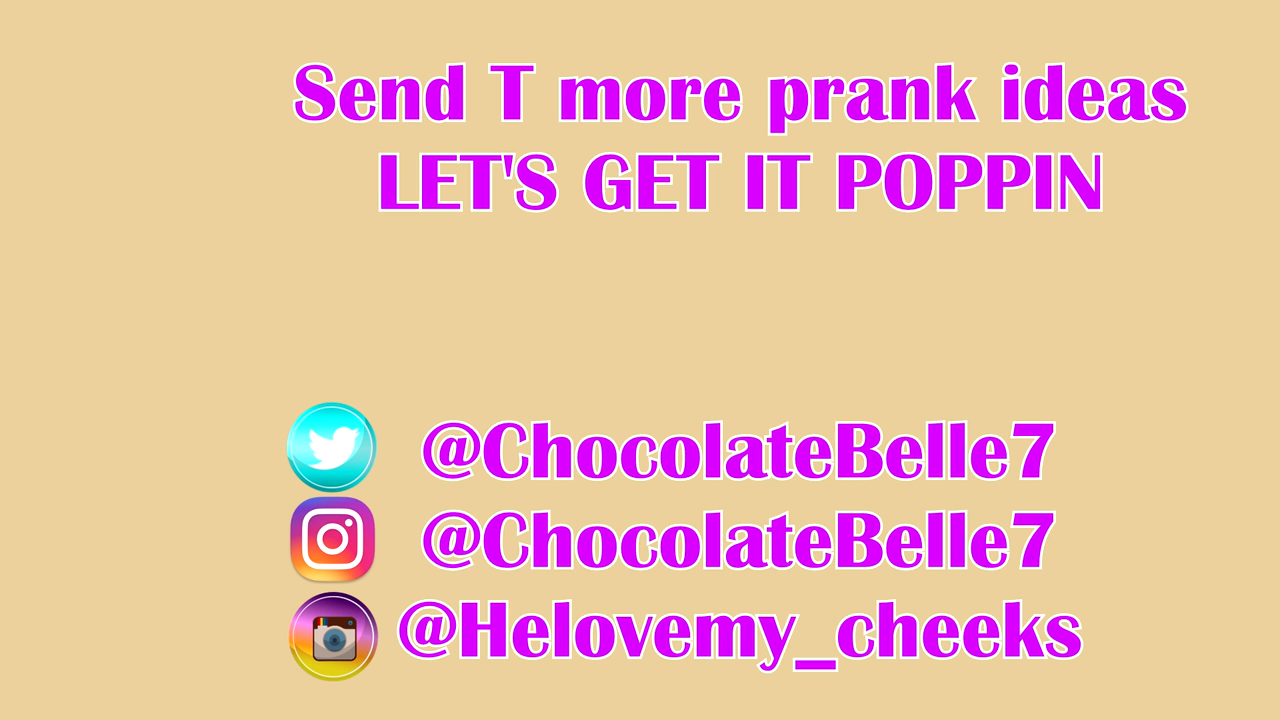 Send T more prank ideas
LET'S GET IT POPPIN
@ChocolateBelle7
@ChocolateBelle7
@Helovemy_cheeks